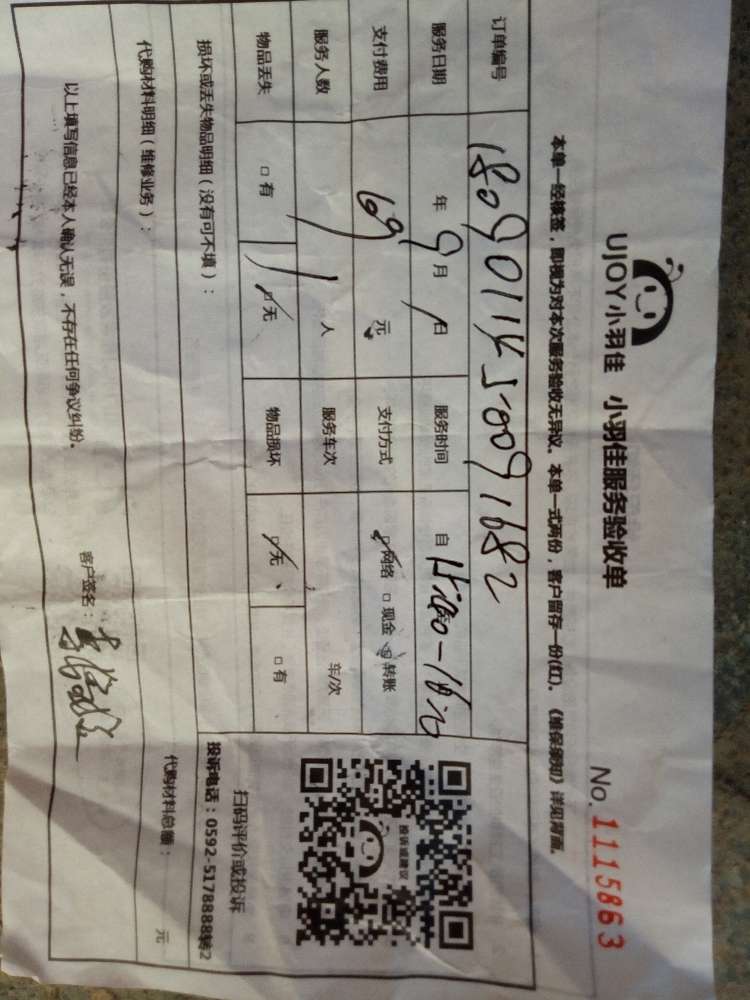 UJOY小羽佳 小羽佳服务验收单
No. 1115863
本单一经核签，即视为对本次服务验收无异议。本单一式两份，客户留存一份(红)。《维保须知》详见背面。
订单编号 1809011450091682
服务日期 年 9月 1日 服务时间 自
支付费用 69 元 支付方式 网络 现金 转账
服务人数 1 人 服务车次 车/次
物品丢失 有 无 物品损坏 无 有
损坏或丢失物品明细（没有可不填）：
代购材料明细（维修业务）：
投诉或建议
扫码评价或投诉
投诉电话：0592-5178888转2
代购材料总额： 元
以上填写信息已经本人确认无误，不存在任何争议纠纷。
客户签名：